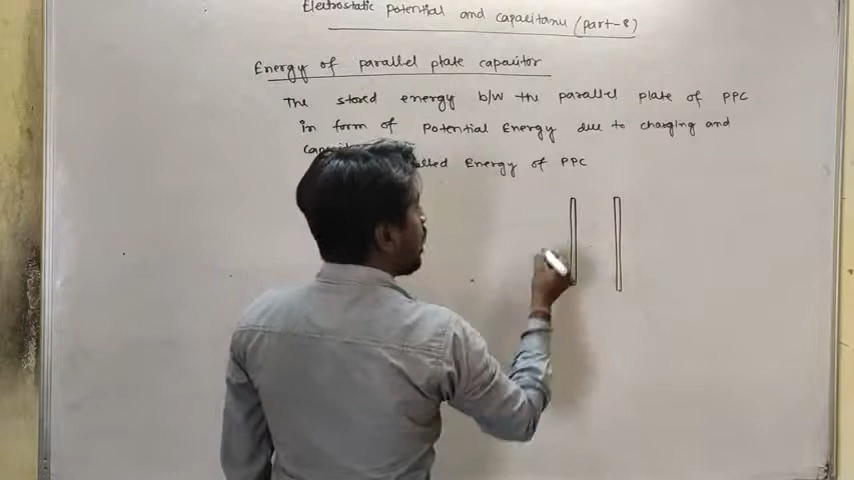 Electrostatic potential and capacitanu (part-8)
Energy of parallel plate capacitor
The stored energy b/w the parallel plate of PPC
in form of Potential Energy due to charging and
Energy of PPC